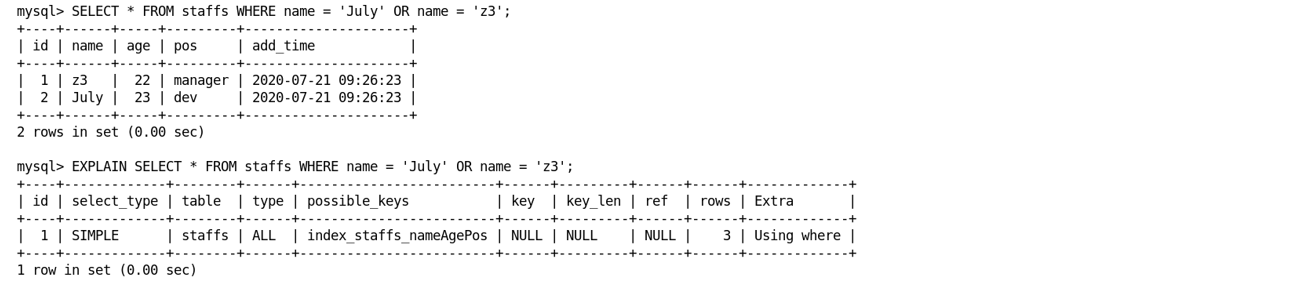 mysql> SELECT * FROM staffs WHERE name = 'July' OR name = 'z3';
+----+------+-----+---------+---------------------+
| id | name | age | pos     | add_time            |
+----+------+-----+---------+---------------------+
|  1 | z3   |  22 | manager | 2020-07-21 09:26:23 |
|  2 | July |  23 | dev     | 2020-07-21 09:26:23 |
+----+------+-----+---------+---------------------+
2 rows in set (0.00 sec)

mysql> EXPLAIN SELECT * FROM staffs WHERE name = 'July' OR name = 'z3';
+----+-------------+--------+------+-------------------------+------+---------+------+------+-------------+
| id | select_type | table  | type | possible_keys           | key  | key_len | ref  | rows | Extra       |
+----+-------------+--------+------+-------------------------+------+---------+------+------+-------------+
|  1 | SIMPLE      | staffs | ALL  | index_staffs_nameAgePos | NULL | NULL    | NULL |    3 | Using where |
+----+-------------+--------+------+-------------------------+------+---------+------+------+-------------+
1 row in set (0.00 sec)